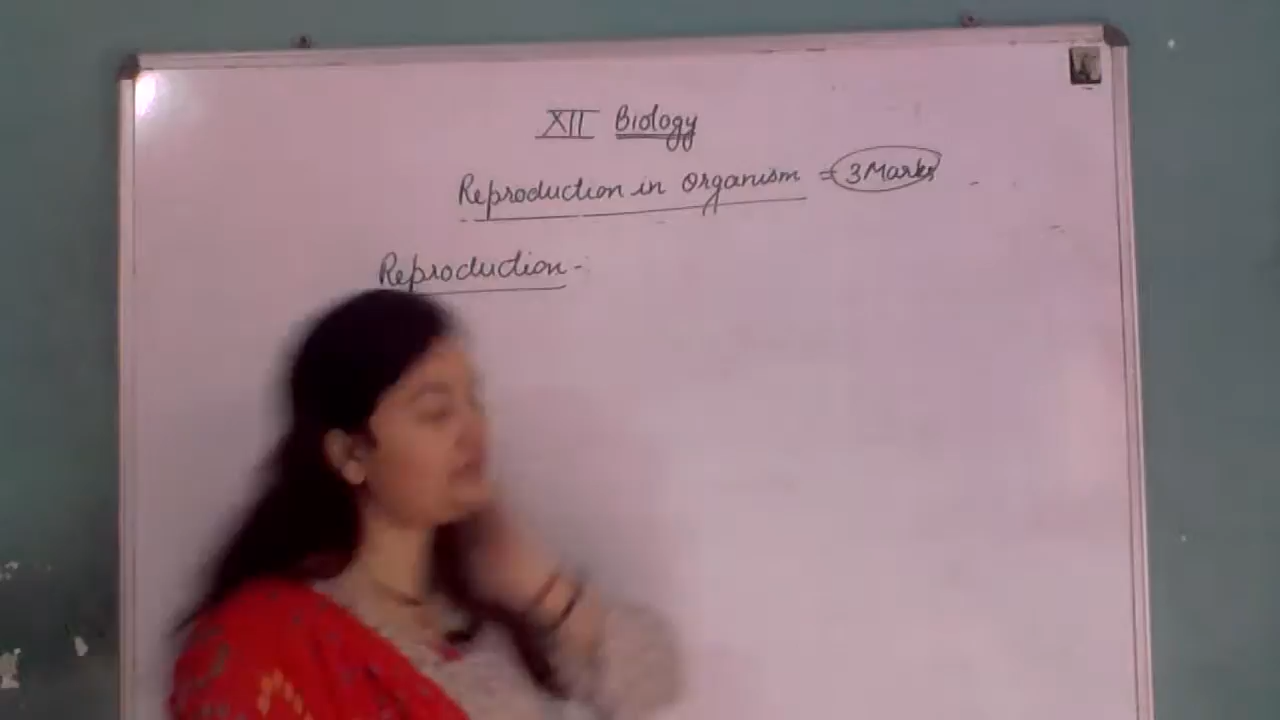 XII Biology
Reproduction in Organism = 3 Marks
Reproduction -